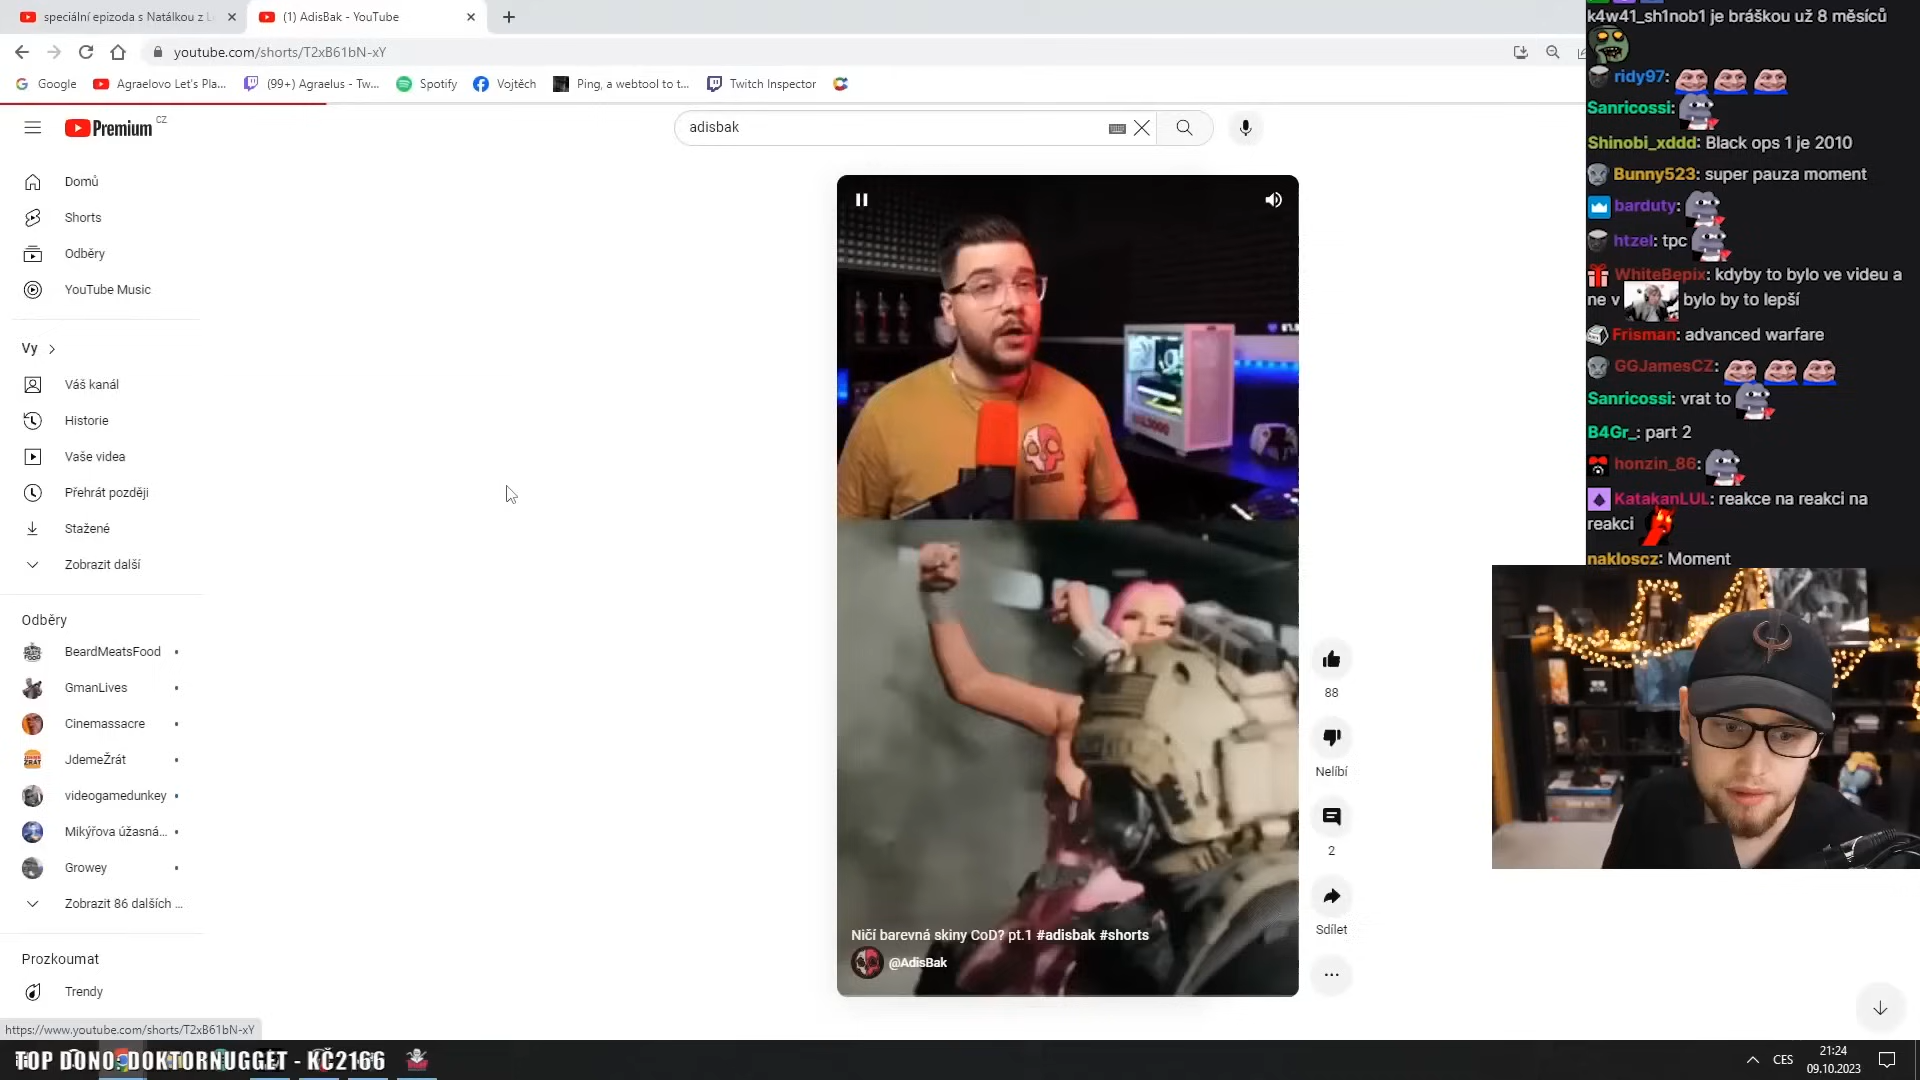 speciální epizoda s Natálkou z L
(1) AdisBak - YouTube
youtube.com/shorts/T2xB61bN-xY
Google
Agraelovo Let's Pla...
(99+) Agraelus - Tw...
Spotify
Vojtěch
Ping, a webtool to t...
Twitch Inspector
Premium CZ
adisbak
Domů
Shorts
Odběry
YouTube Music
Vy
Váš kanál
Historie
Vaše videa
Přehrát později
Stažené
Zobrazit další
Odběry
BeardMeatsFood
GmanLives
Cinemassacre
JdemeŽrát
videogamedunkey
Mikýřova úžasná...
Growey
Zobrazit 86 dalších ...
Prozkoumat
Trendy
https://www.youtube.com/shorts/T2xB61bN-xY
Ničí barevná skiny CoD? pt.1 #adisbak #shorts
@AdisBak
88
Nelíbí
2
Sdílet
k4w41_sh1nob1 je bráškou už 8 měsíců
ridy97:
Sanricossi:
Shinobi_xddd: Black ops 1 je 2010
Bunny523: super pauza moment
barduty:
htzel: tpc
WhiteBepix: kdyby to bylo ve videu a
ne v bylo by to lepší
Frisman: advanced warfare
GGJamesCZ:
Sanricossi: vrat to
B4Gr_: part 2
honzin_86:
KatakanLUL: reakce na reakci na
reakci
nakloscz: Moment
TOP DONO: DOKTORNUGGET - KČ2166
CES
21:24
09.10.2023